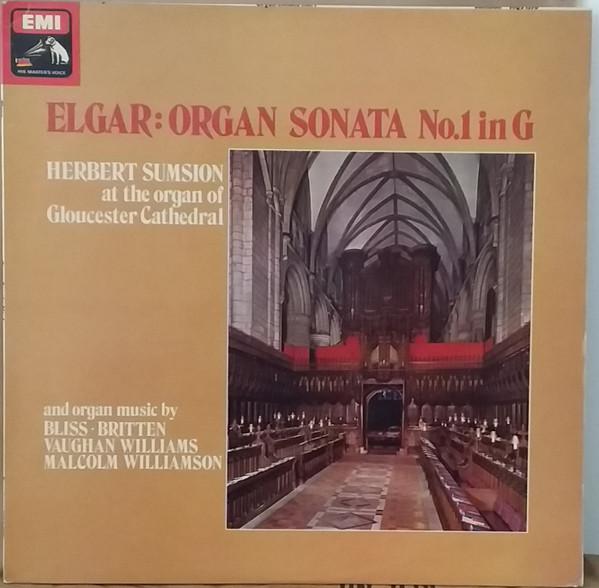 EMI
HIS MASTER'S VOICE
ELGAR: ORGAN SONATA No.1 in G
HERBERT SUMSION
at the organ of
Gloucester Cathedral
and organ music by
BLISS · BRITTEN
VAUGHAN WILLIAMS
MALCOLM WILLIAMSON